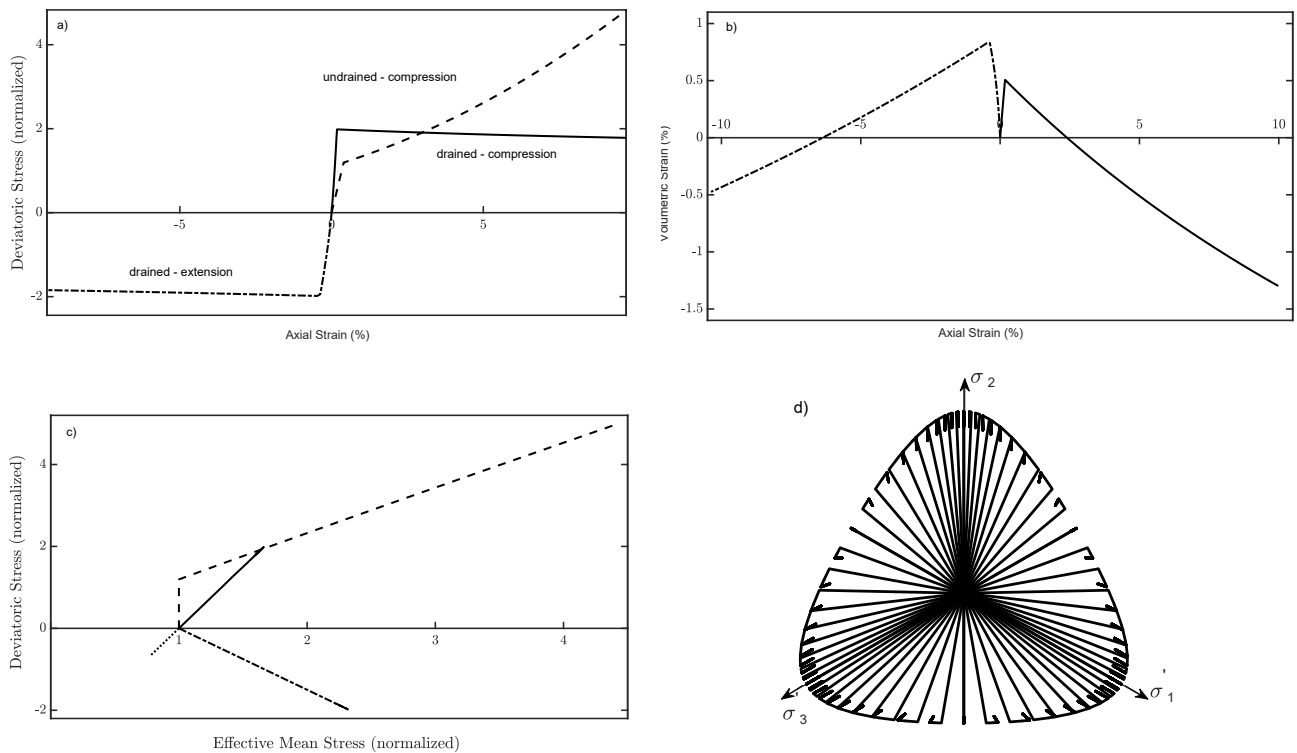 a)
Deviatoric Stress (normalized)
4
2
0
-2
-5
0
5
undrained - compression
drained - compression
drained - extension
Axial Strain (%)
b)
Volumetric Strain (%)
1
0.5
0
-0.5
-1
-1.5
-10
-5
0
5
10
Axial Strain (%)
c)
Deviatoric Stress (normalized)
4
2
0
-2
1
2
3
4
Effective Mean Stress (normalized)
d)
σ 2
σ' 1
σ' 3